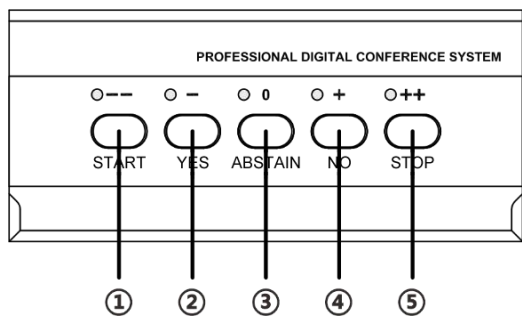 PROFESSIONAL DIGITAL CONFERENCE SYSTEM
-- - 0 + ++
START YES ABSTAIN NO STOP
① ② ③ ④ ⑤